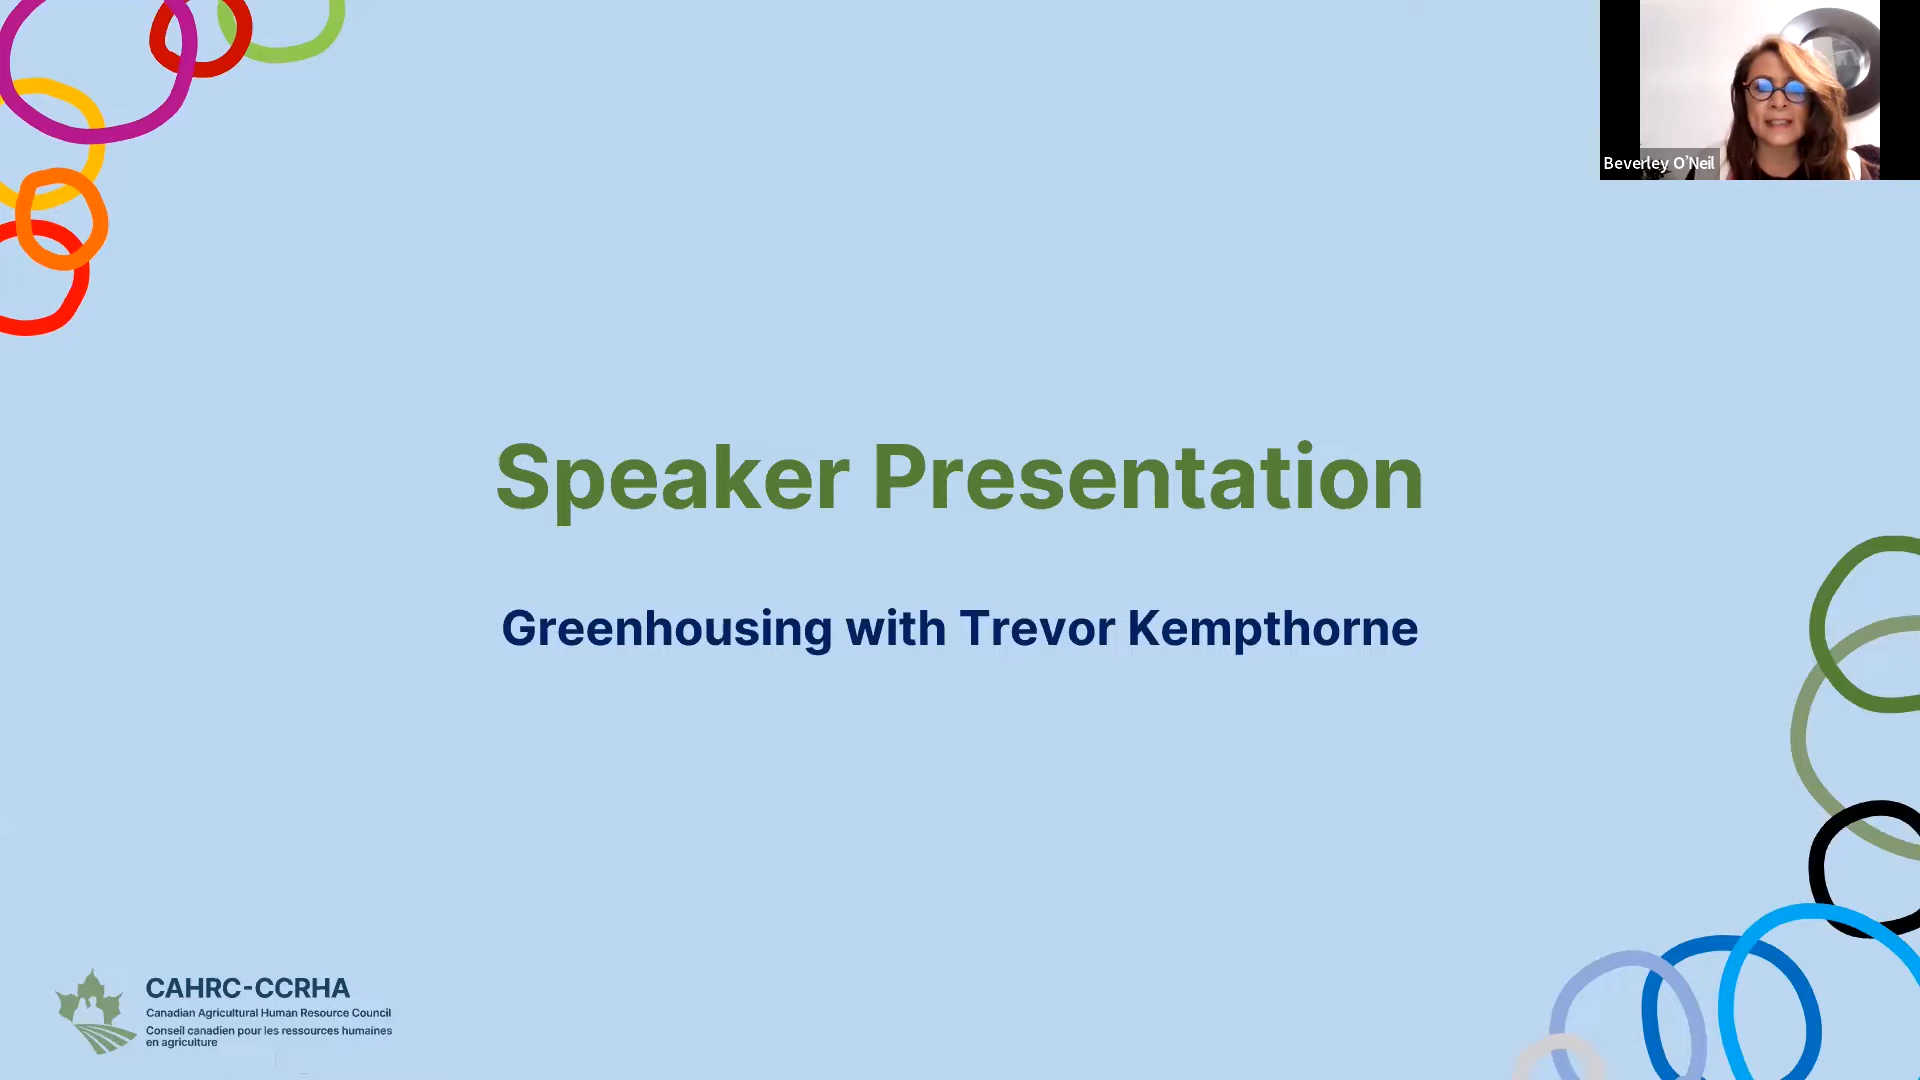 Beverley O'Neil
Speaker Presentation
Greenhousing with Trevor Kempthorne
CAHRC-CCRHA
Canadian Agricultural Human Resource Council
Conseil canadien pour les ressources humaines
en agriculture